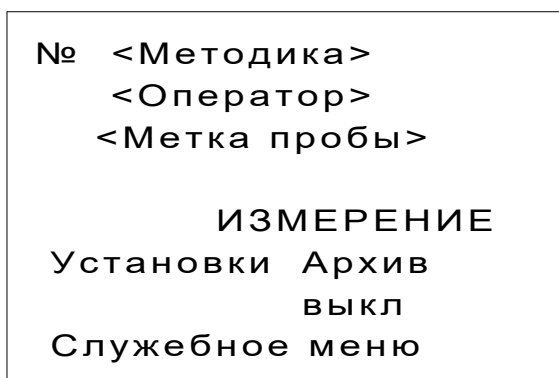 № <Методика>
<Оператор>
<Метка пробы>
ИЗМЕРЕНИЕ
Установки Архив
выкл
Служебное меню